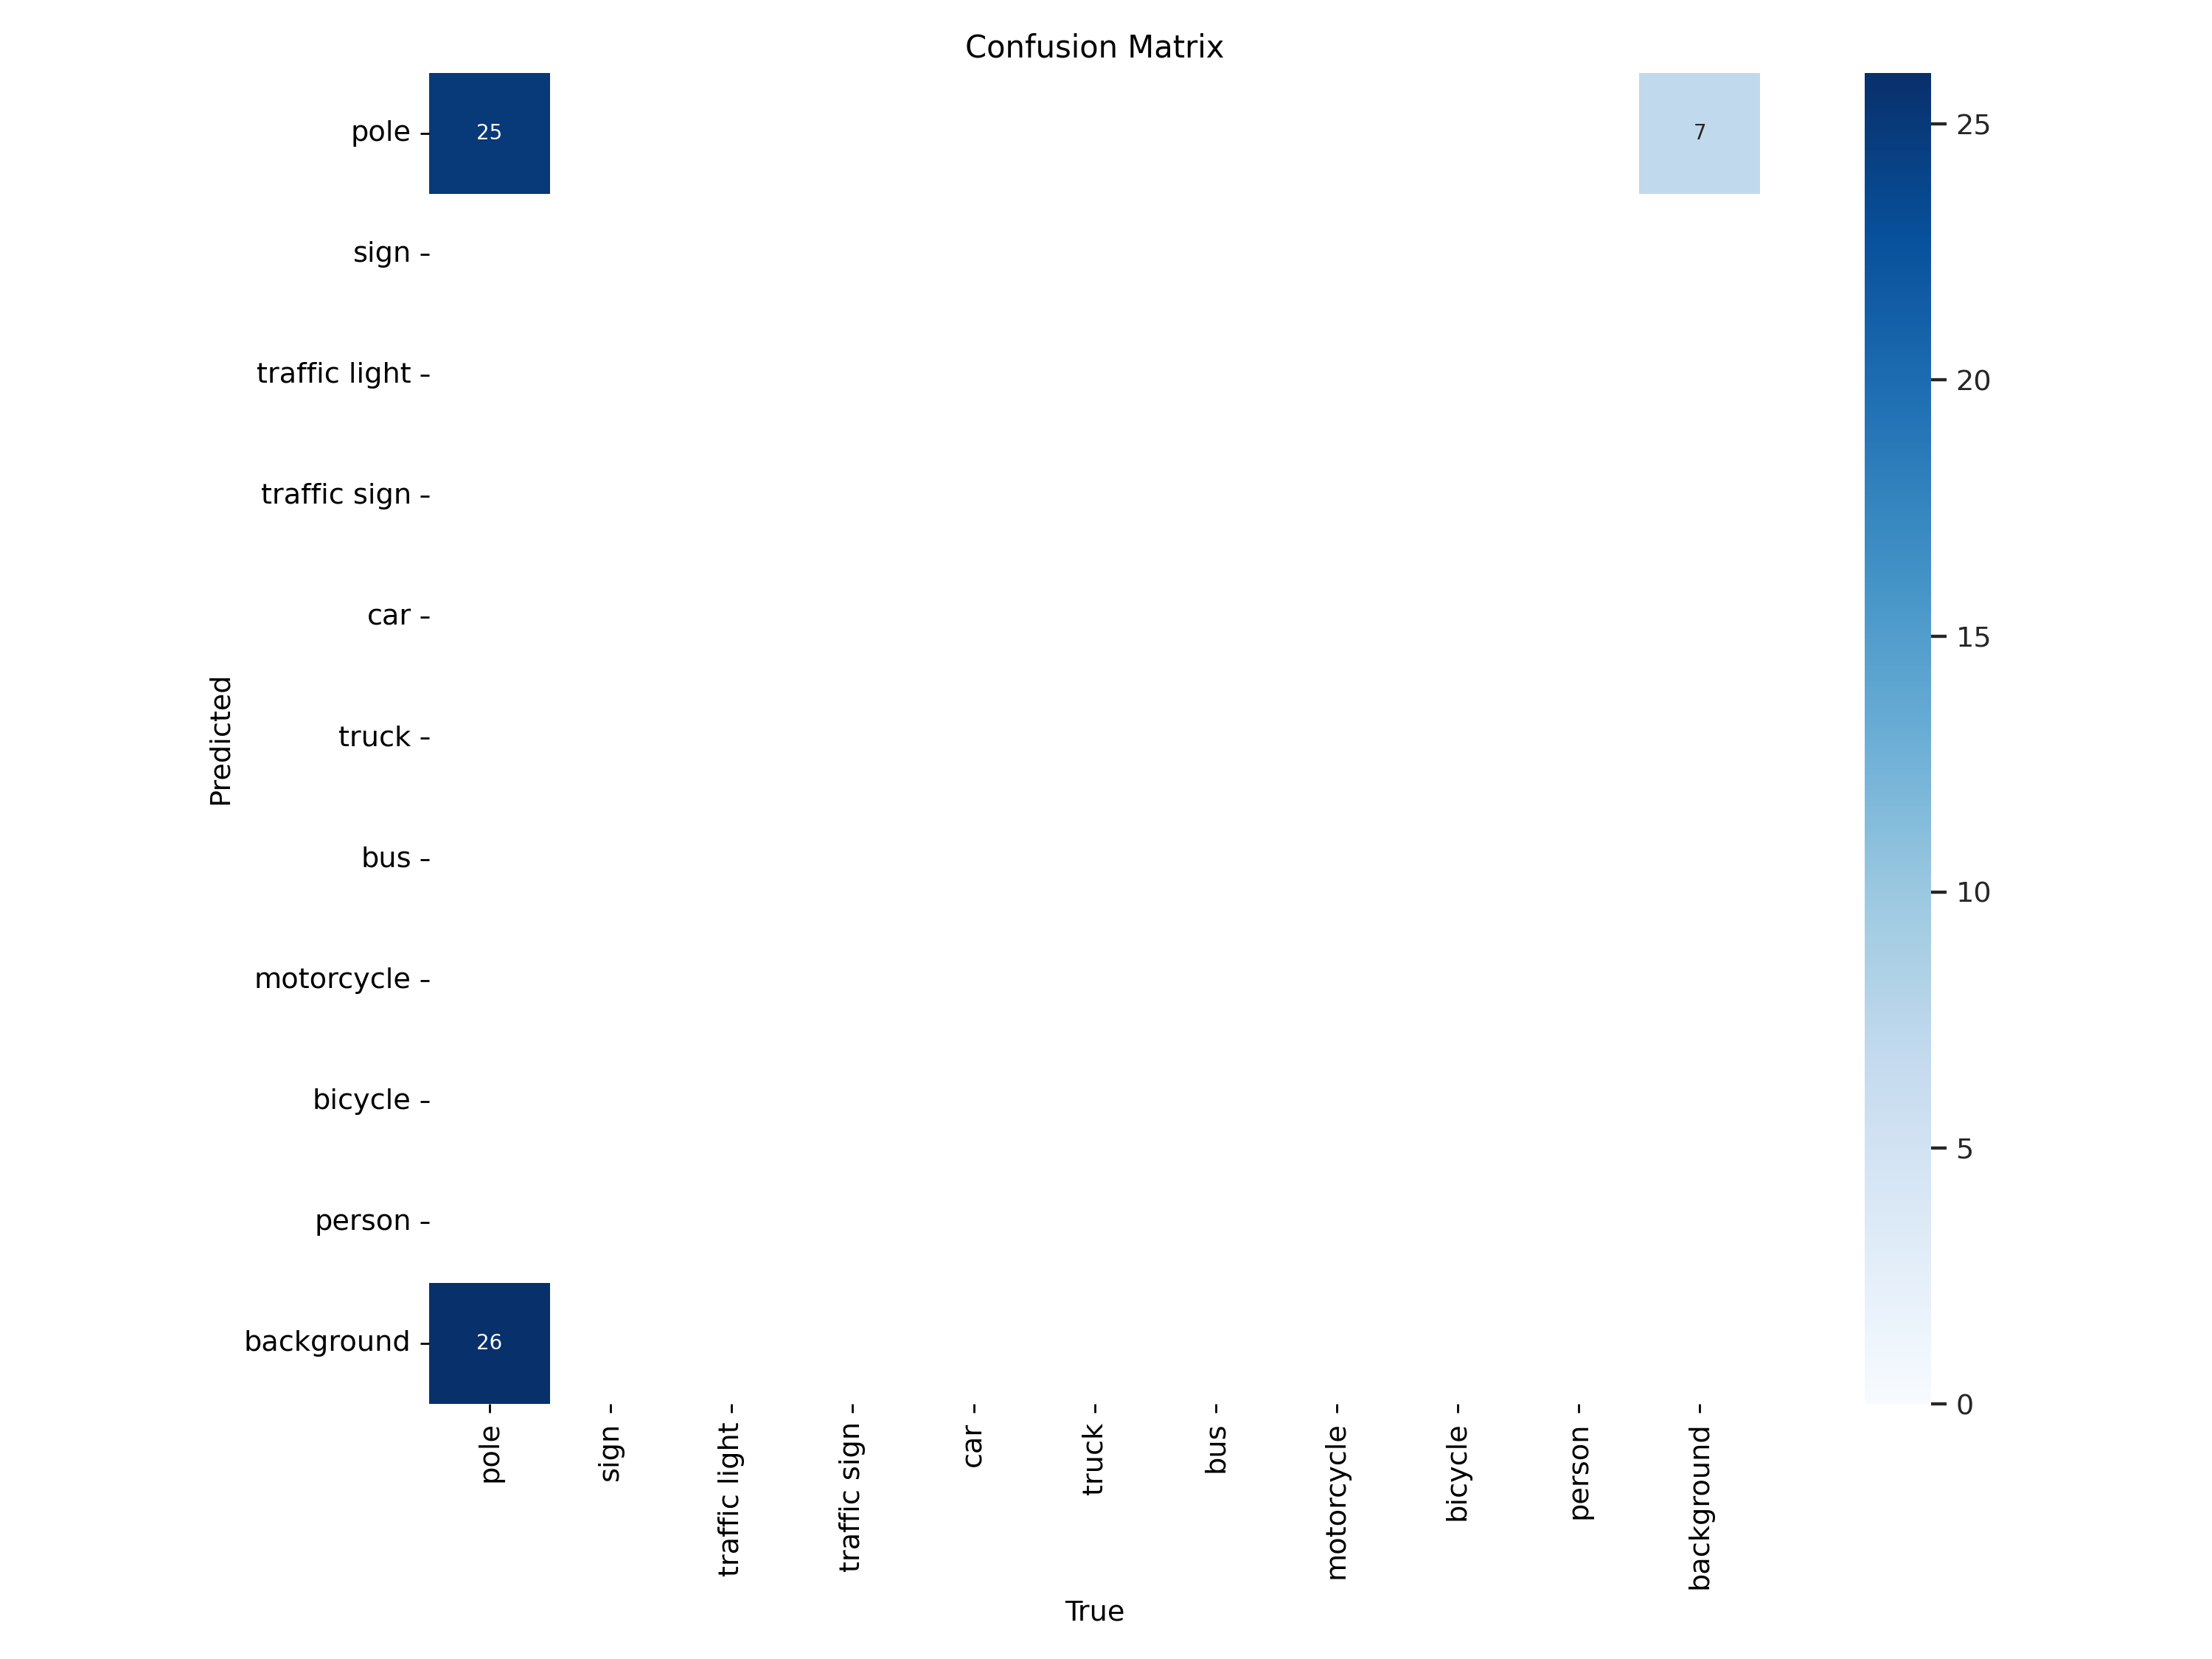 Confusion Matrix
pole
25
7
sign
traffic light
traffic sign
car
truck
bus
motorcycle
bicycle
person
background
26
Predicted
pole
sign
traffic light
traffic sign
car
truck
bus
motorcycle
bicycle
person
background
True
25
20
15
10
5
0